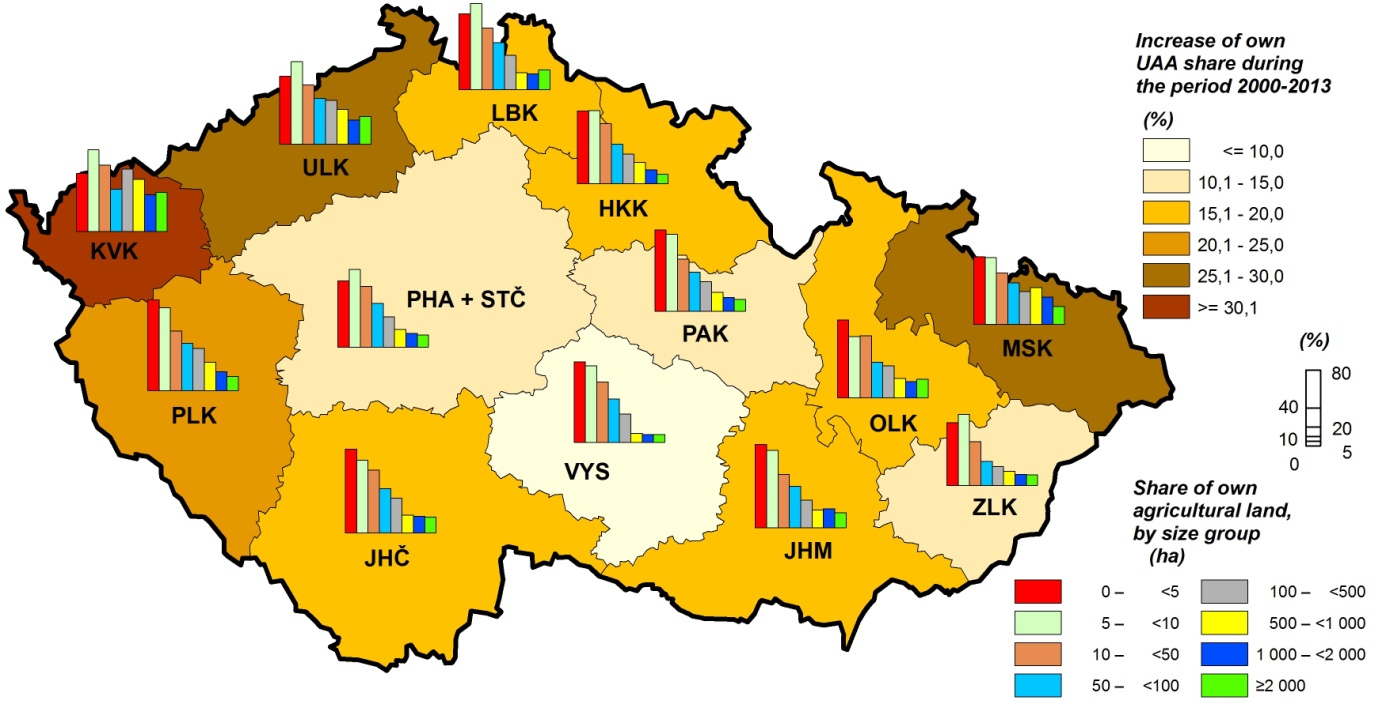 Increase of own
UAA share during
the period 2000-2013
(%)
<= 10,0
10,1 - 15,0
15,1 - 20,0
20,1 - 25,0
25,1 - 30,0
>= 30,1
LBK
ULK
HKK
KVK
PHA + STČ
PAK
MSK
PLK
OLK
VYS
ZLK
JHČ
JHM
(%)
80
40
20
10
5
0
Share of own
agricultural land,
by size group
(ha)
0 – <5
5 – <10
10 – <50
50 – <100
100 – <500
500 – <1 000
1 000 – <2 000
≥2 000